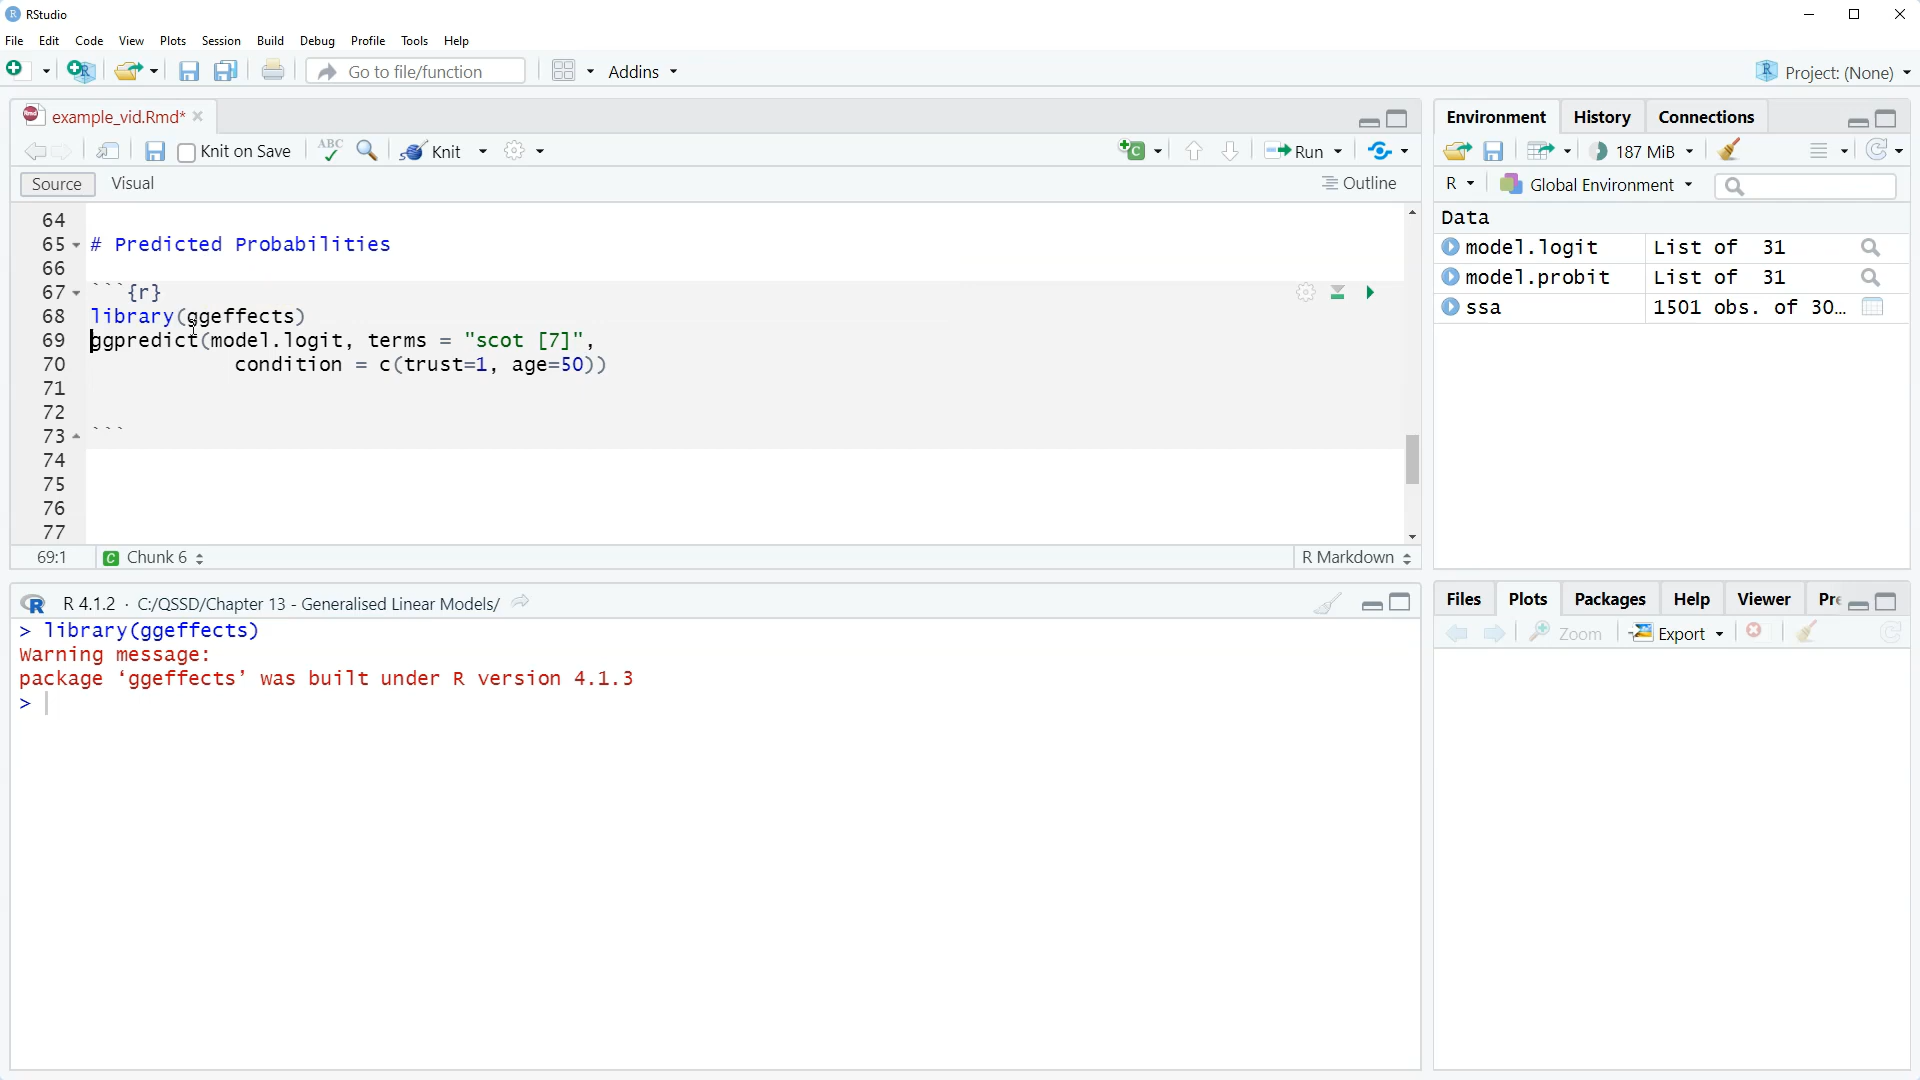 RStudio
File Edit Code View Plots Session Build Debug Profile Tools Help
Go to file/function Addins Project: (None)
example_vid.Rmd*
Knit on Save ABC Knit Run
Source Visual Outline
64
65 # Predicted Probabilities
66
67 ```{r}
68 library(ggeffects)
69 ggpredict(model.logit, terms = "scot [7]",
70 condition = c(trust=1, age=50))
71
72
73 ```
74
75
76
77
69:1 Chunk 6 R Markdown
R 4.1.2 · C:/QSSD/Chapter 13 - Generalised Linear Models/
> library(ggeffects)
Warning message:
package ‘ggeffects’ was built under R version 4.1.3
>
Environment History Connections
187 MiB
R Global Environment
Data
model.logit List of 31
model.probit List of 31
ssa 1501 obs. of 30...
Files Plots Packages Help Viewer Pre
Zoom Export